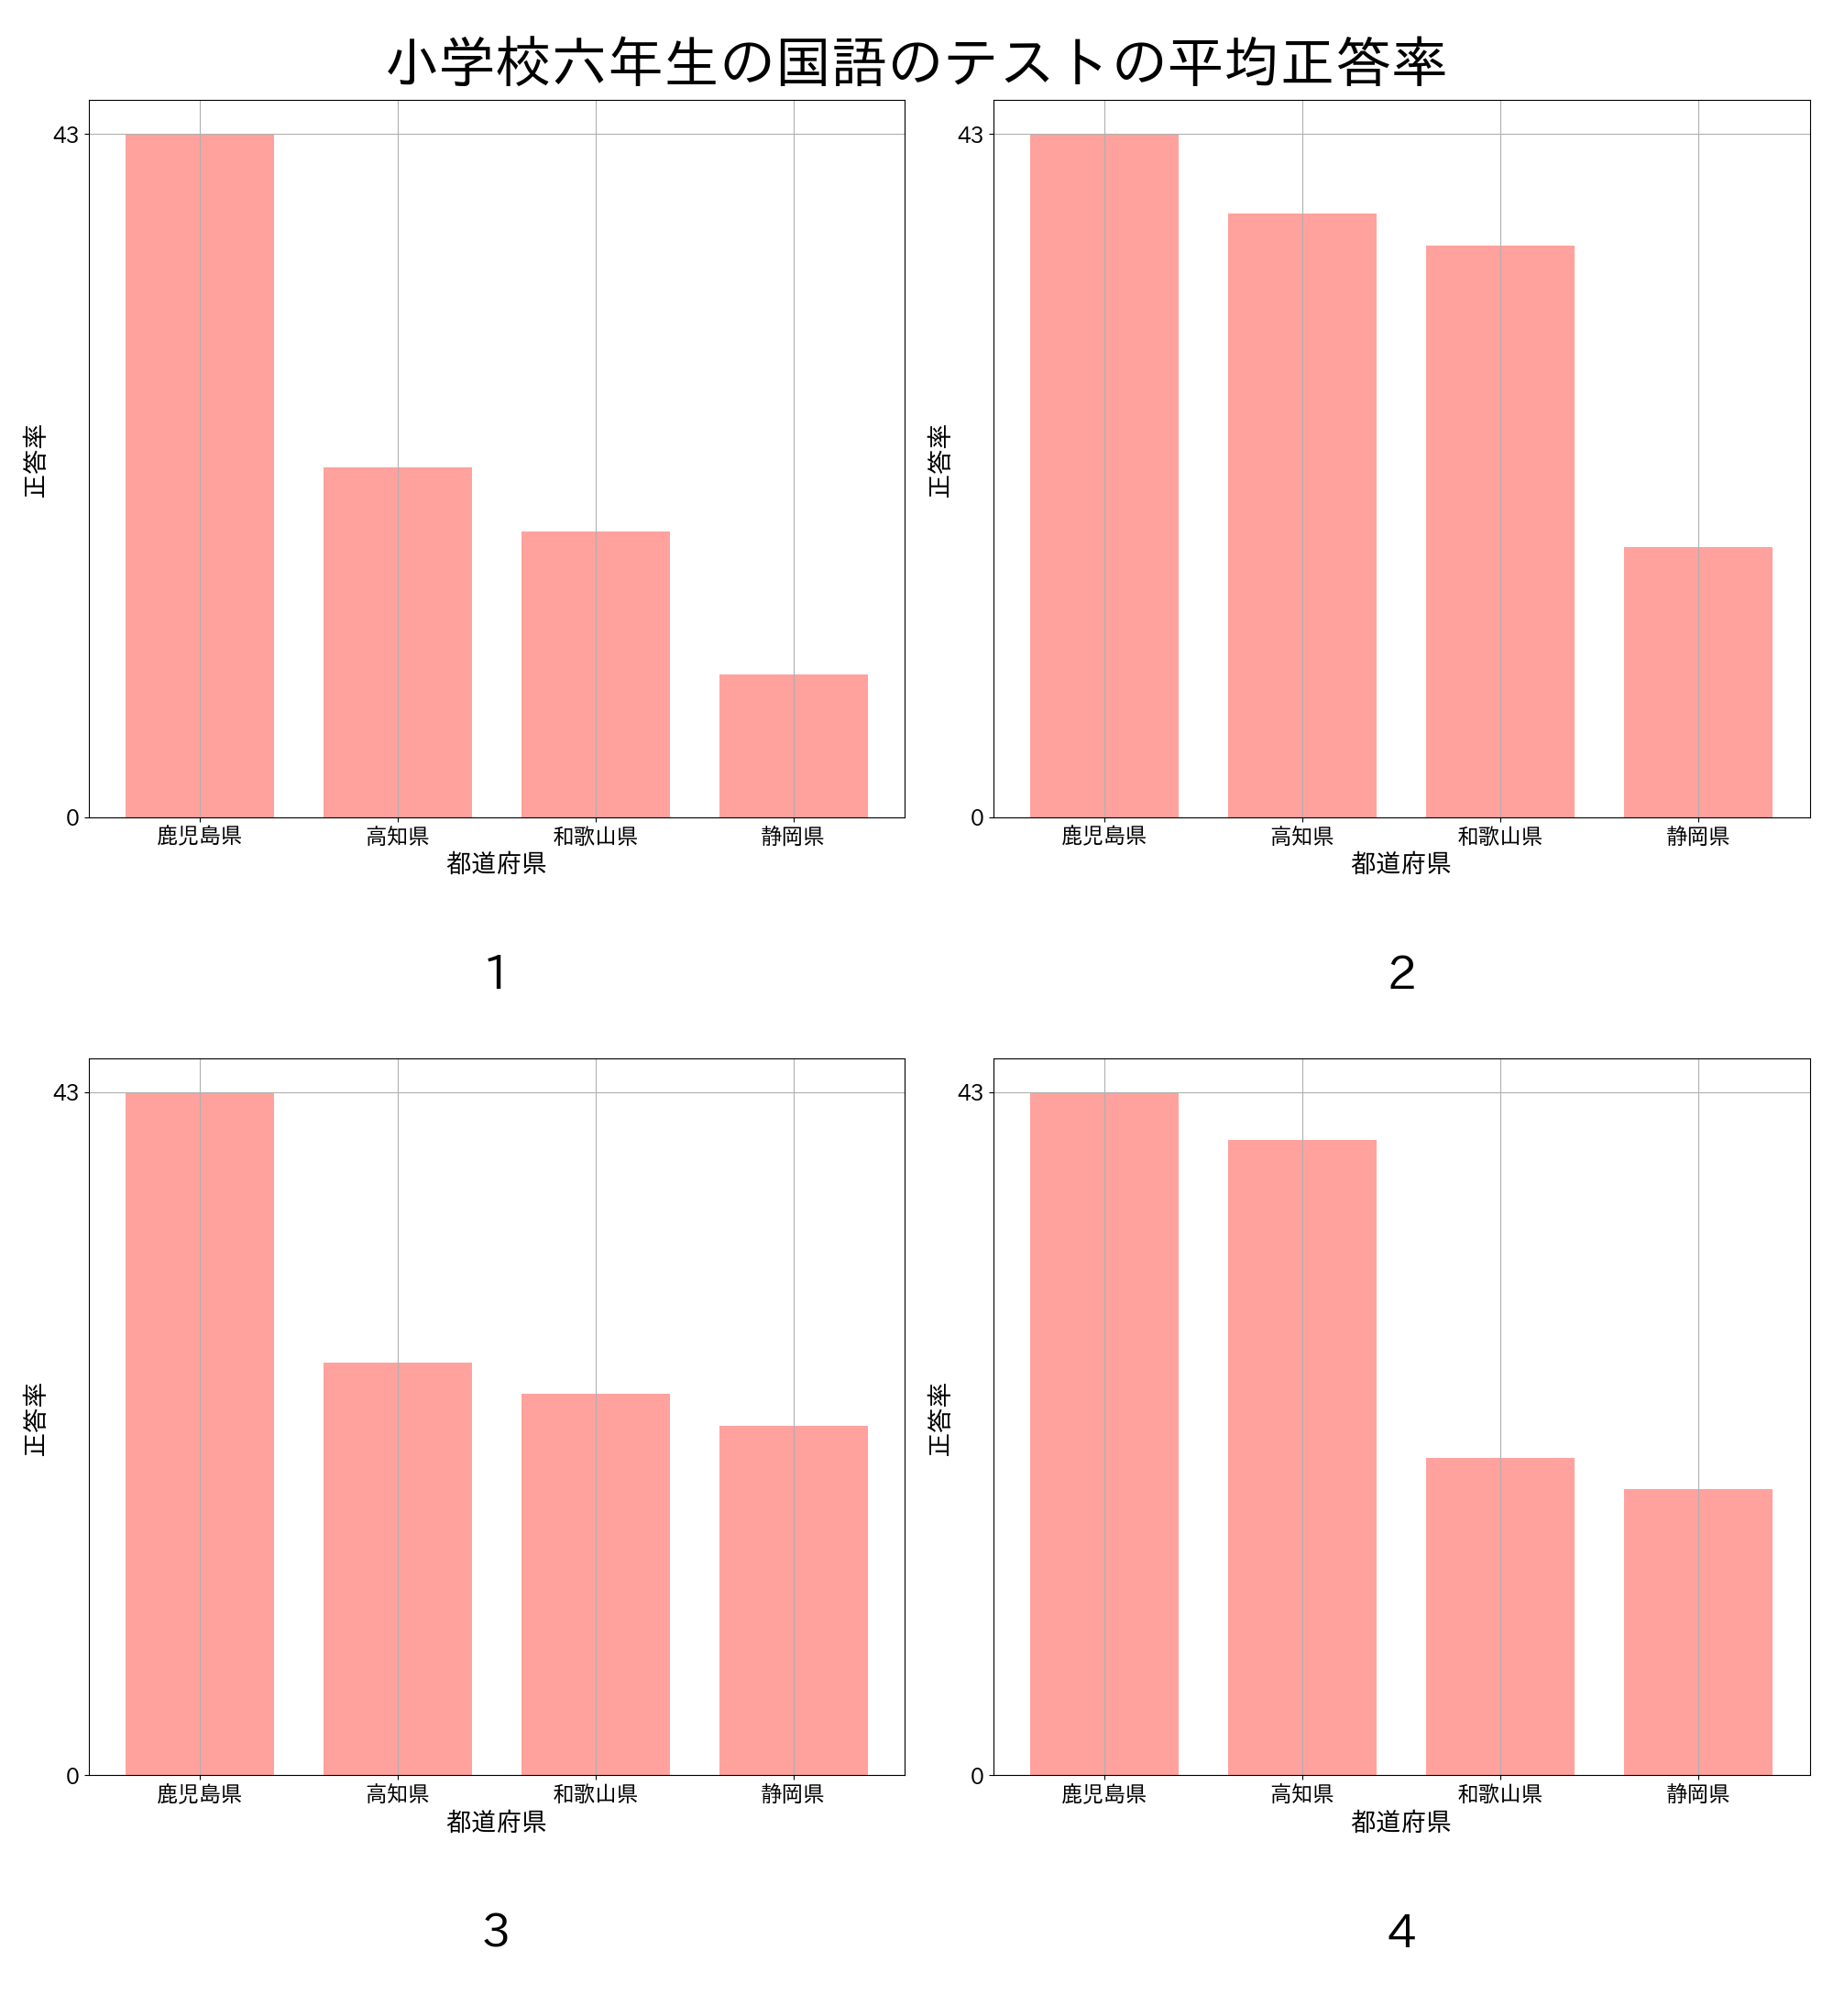 小学校六年生の国語のテストの平均正答率
43
0
正答率
鹿児島県 高知県 和歌山県 静岡県
都道府県
1
43
0
正答率
鹿児島県 高知県 和歌山県 静岡県
都道府県
2
43
0
正答率
鹿児島県 高知県 和歌山県 静岡県
都道府県
3
43
0
正答率
鹿児島県 高知県 和歌山県 静岡県
都道府県
4